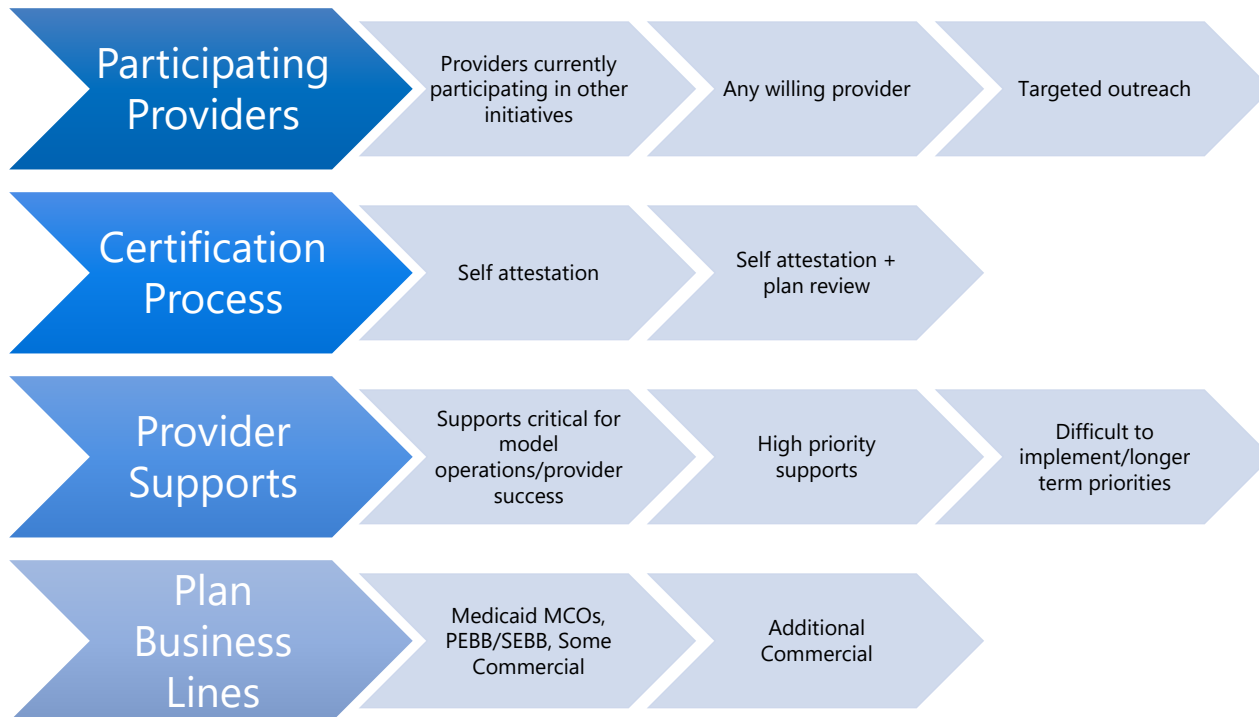 Participating
Providers
Providers currently
participating in other
initiatives
Any willing provider
Targeted outreach
Certification
Process
Self attestation
Self attestation +
plan review
Provider
Supports
Supports critical for
model
operations/provider
success
High priority
supports
Difficult to
implement/longer
term priorities
Plan
Business
Lines
Medicaid MCOs,
PEBB/SEBB, Some
Commercial
Additional
Commercial